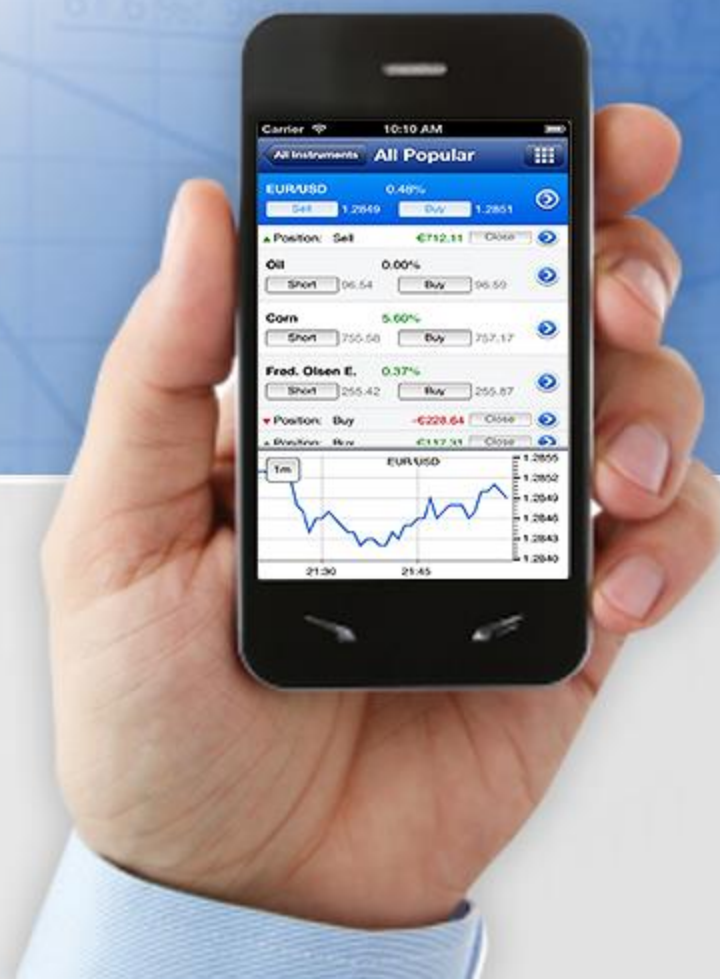 Carrier 10:10 AM
All Instruments All Popular
EUR/USD 0.48%
Sell 1.2849 Buy 1.2851
Position: Sell €712.11 Close
Oil 0.00%
Short 96.54 Buy 96.59
Corn 5.60%
Short 755.58 Buy 757.17
Fred. Olsen E. 0.37%
Short 255.42 Buy 255.87
Position: Buy -€228.64 Close
Position: Buy €117.31 Close
1m EUR/USD 1.2855
1.2852
1.2849
1.2846
1.2843
1.2840
21:30 21:45